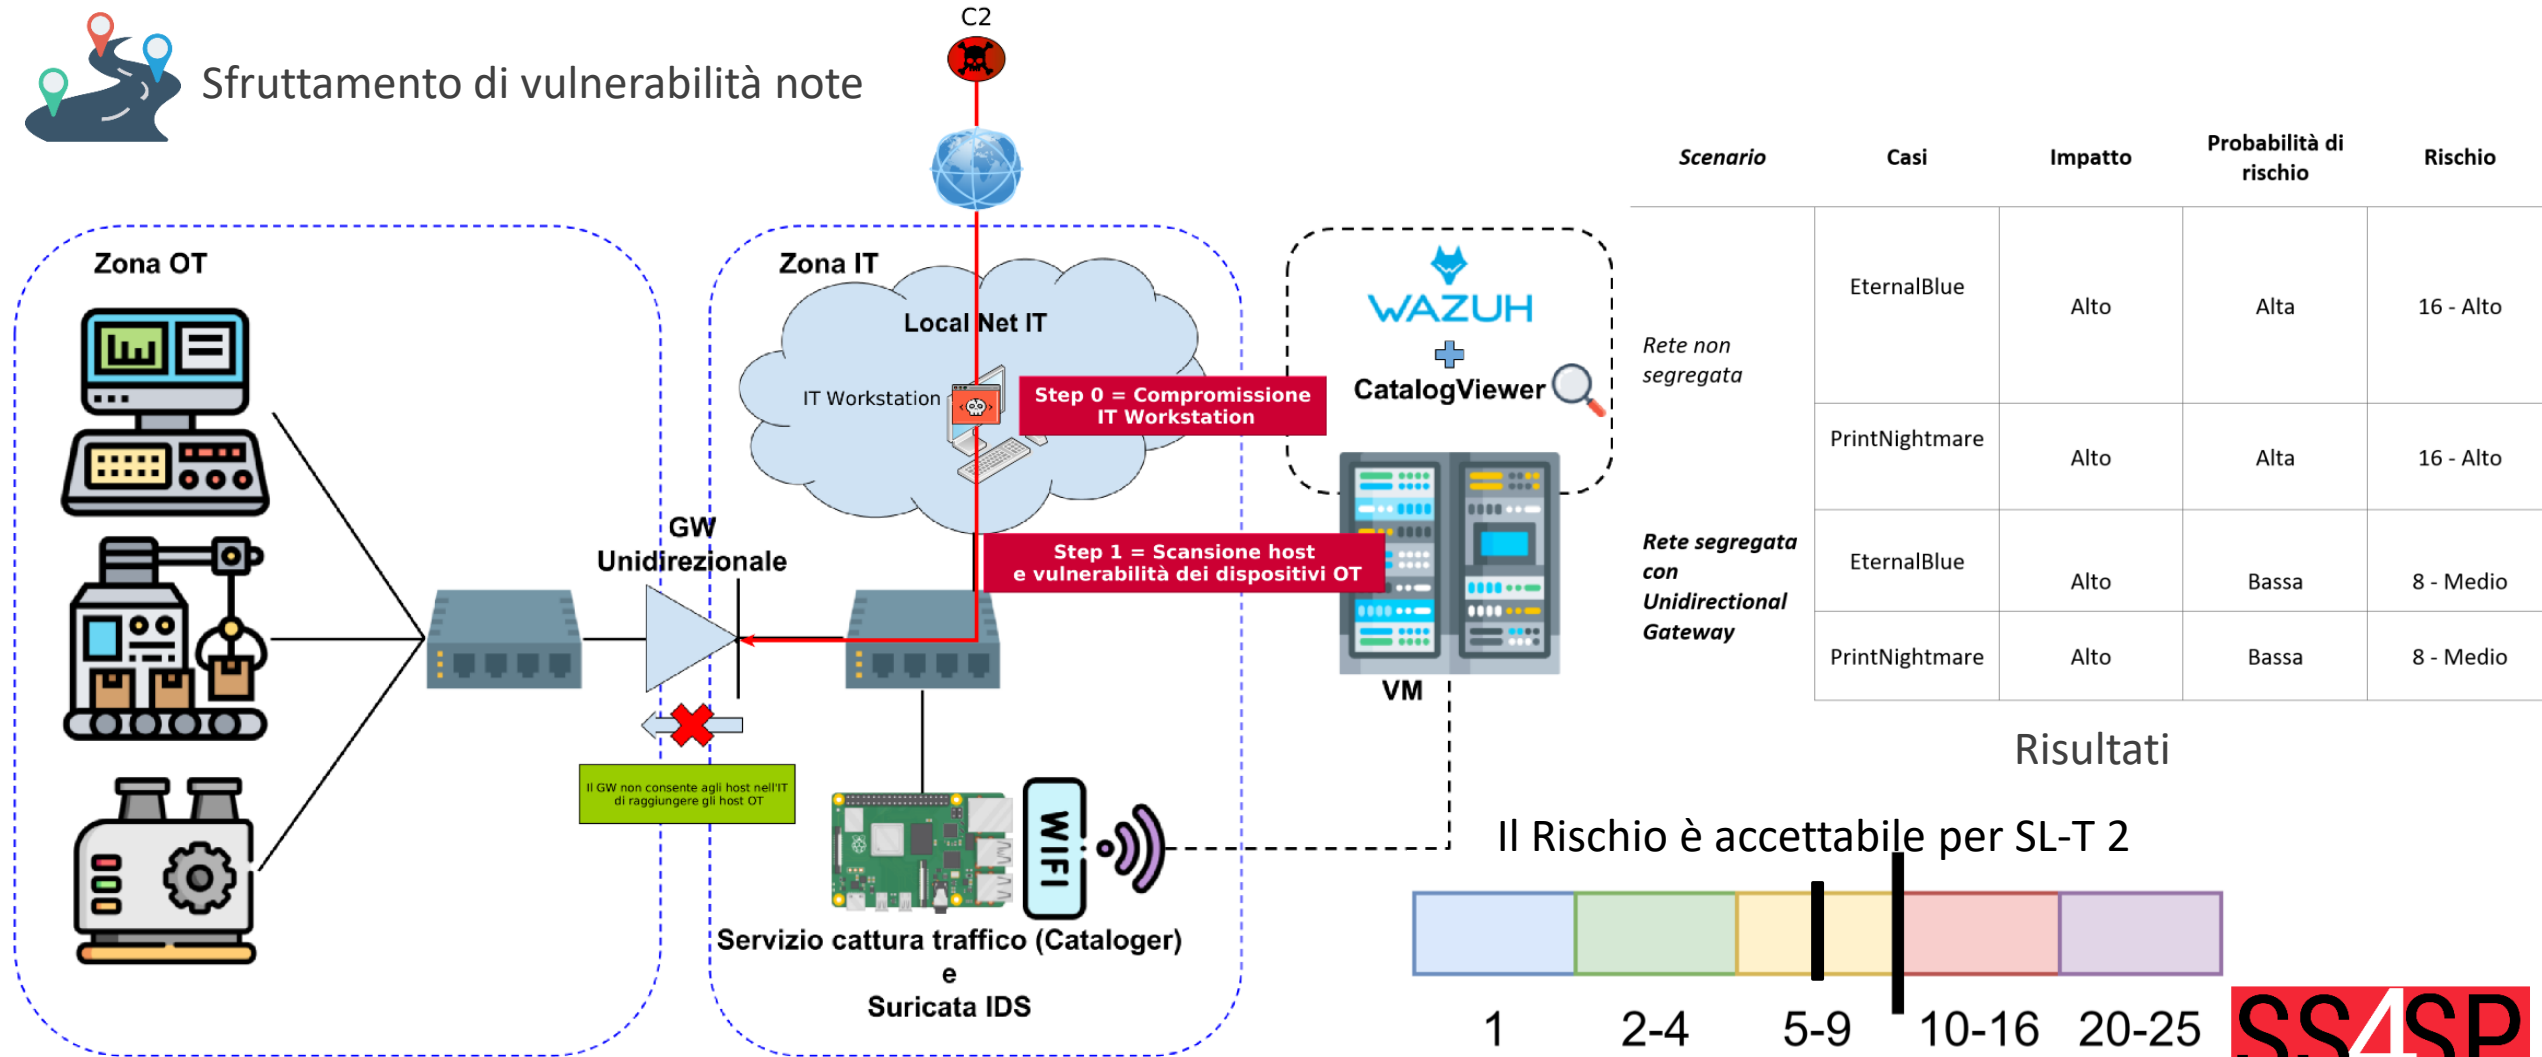 C2
Sfruttamento di vulnerabilità note
Zona OT
GW
Unidirezionale
Il GW non consente agli host nell'IT
di raggiungere gli host OT
Zona IT
Local Net IT
IT Workstation
Step 0 = Compromissione
IT Workstation
Step 1 = Scansione host
e vulnerabilità dei dispositivi OT
WIFI
Servizio cattura traffico (Cataloger)
e
Suricata IDS
WAZUH
CatalogViewer
VM
Scenario Casi Impatto Probabilità di rischio Rischio
Rete non
segregata
EternalBlue Alto Alta 16 - Alto
PrintNightmare Alto Alta 16 - Alto
Rete segregata
con
Unidirectional
Gateway
EternalBlue Alto Bassa 8 - Medio
PrintNightmare Alto Bassa 8 - Medio
Risultati
Il Rischio è accettabile per SL-T 2
1 2-4 5-9 10-16 20-25
SS4SP